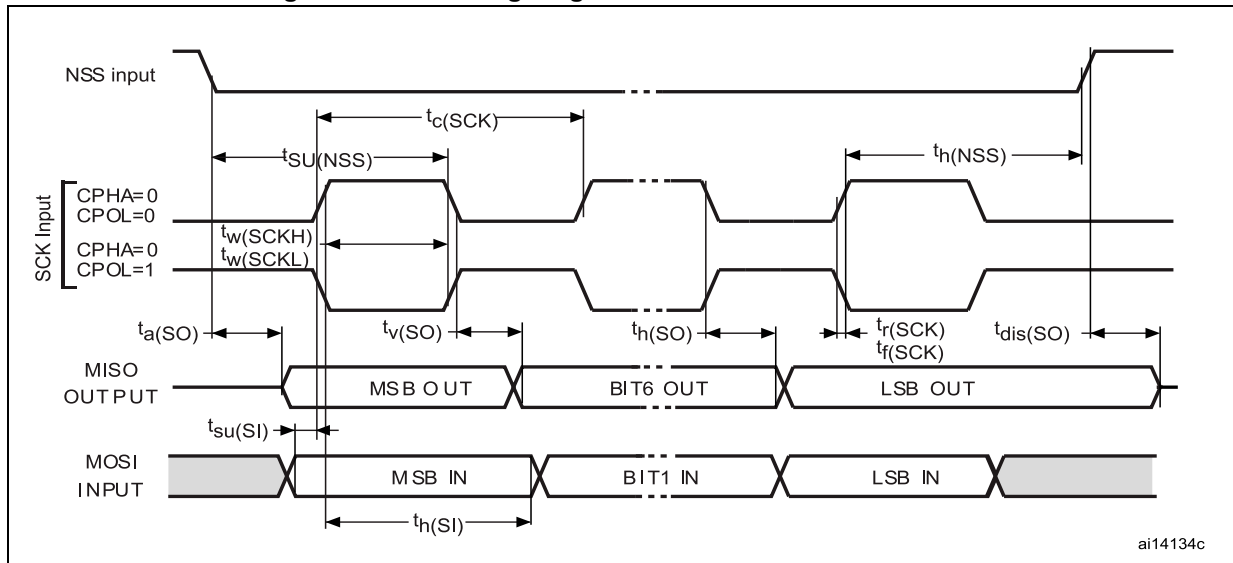 NSS input
tc(SCK)
tSU(NSS)
th(NSS)
SCK Input
CPHA=0
CPOL=0
CPHA=0
CPOL=1
tw(SCKH)
tw(SCKL)
ta(SO)
tv(SO)
th(SO)
tr(SCK)
tf(SCK)
tdis(SO)
MISO
OUTPUT
MSB OUT
BIT6 OUT
LSB OUT
tsu(SI)
MOSI
INPUT
MSB IN
BIT1 IN
LSB IN
th(SI)
ai14134c